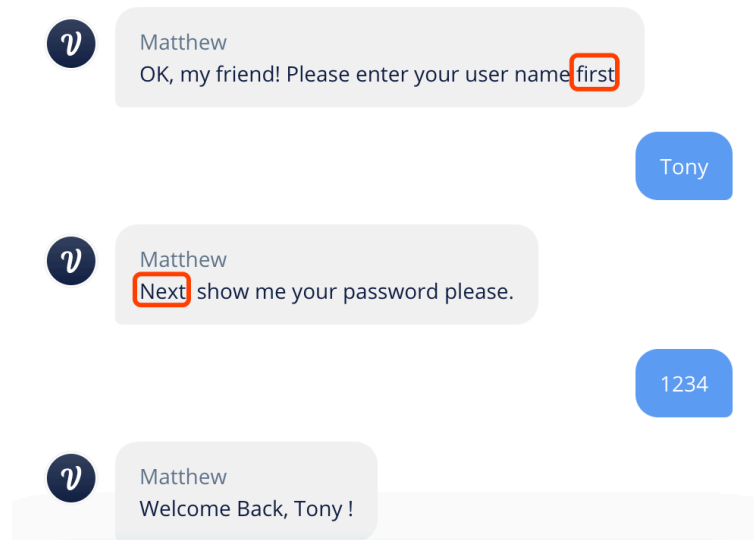 Matthew
OK, my friend! Please enter your user name first
Tony
Matthew
Next, show me your password please.
1234
Matthew
Welcome Back, Tony !